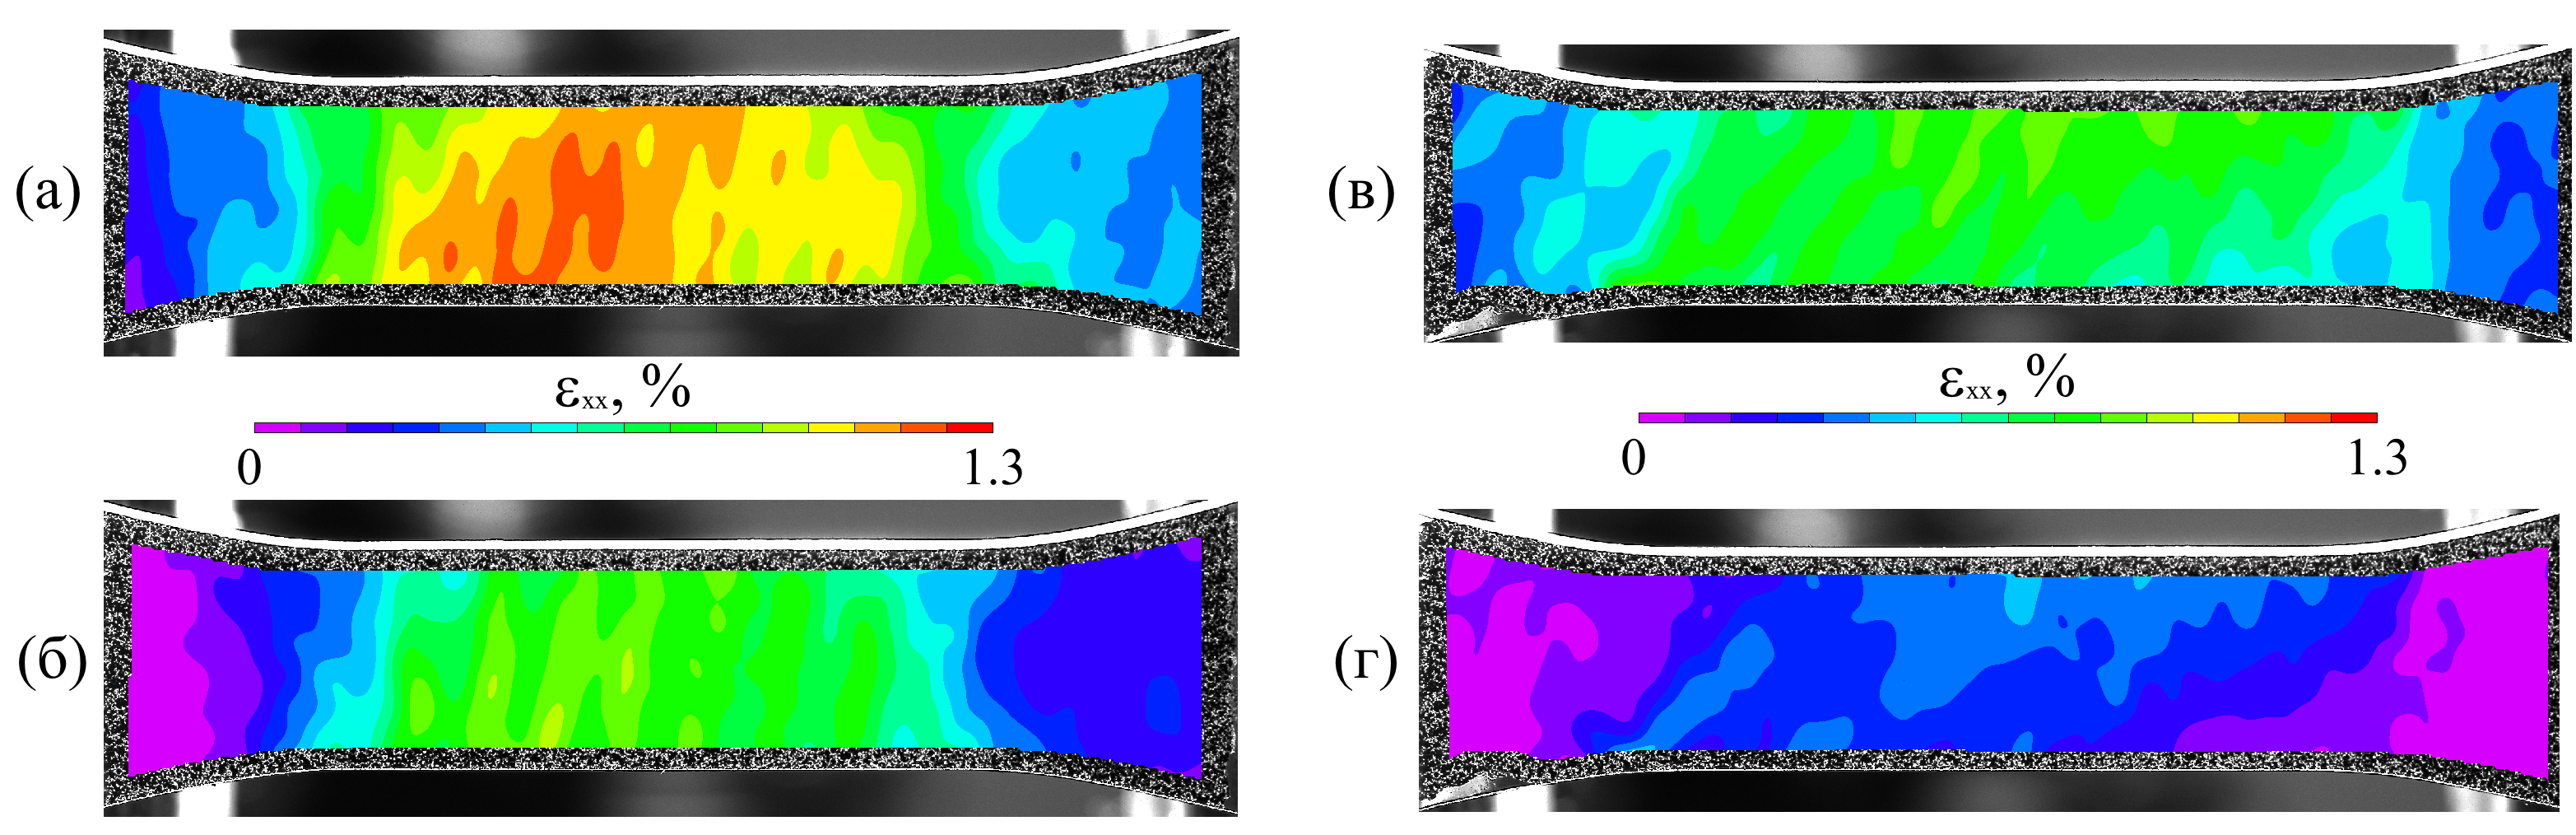 (а)
(в)
εxx, %
0
1.3
εxx, %
0
1.3
(б)
(г)